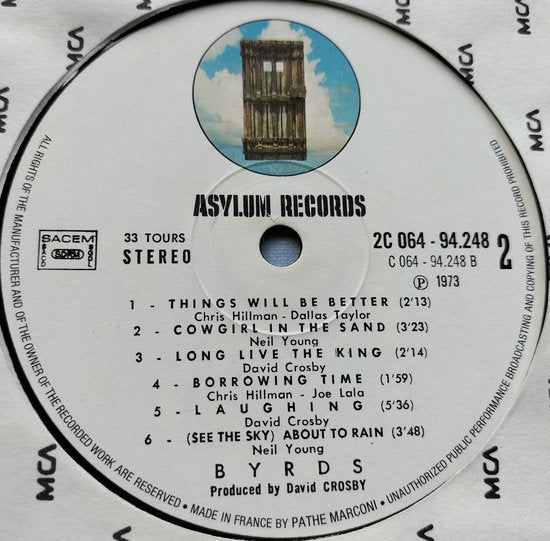 ASYLUM RECORDS
SACEM
SACD
SDRM
SGDL
33 TOURS
STEREO
2C 064 - 94.248
C 064 - 94.248 B
2
Ⓟ 1973
1 - THINGS WILL BE BETTER (2'13)
Chris Hillman - Dallas Taylor
2 - COWGIRL IN THE SAND (3'23)
Neil Young
3 - LONG LIVE THE KING (2'14)
David Crosby
4 - BORROWING TIME (1'59)
Chris Hillman - Joe Lala
5 - LAUGHING (5'36)
David Crosby
6 - (SEE THE SKY) ABOUT TO RAIN (3'48)
Neil Young
BYRDS
Produced by David CROSBY
ALL RIGHTS OF THE MANUFACTURER AND OF THE OWNER OF THE RECORDED WORK ARE RESERVED • MADE IN FRANCE BY PATHE MARCONI • UNAUTHORIZED PUBLIC PERFORMANCE BROADCASTING AND COPYING OF THIS RECORD PROHIBITED
MCA
MCA
MCA
MCA
MCA
MCA
MCA